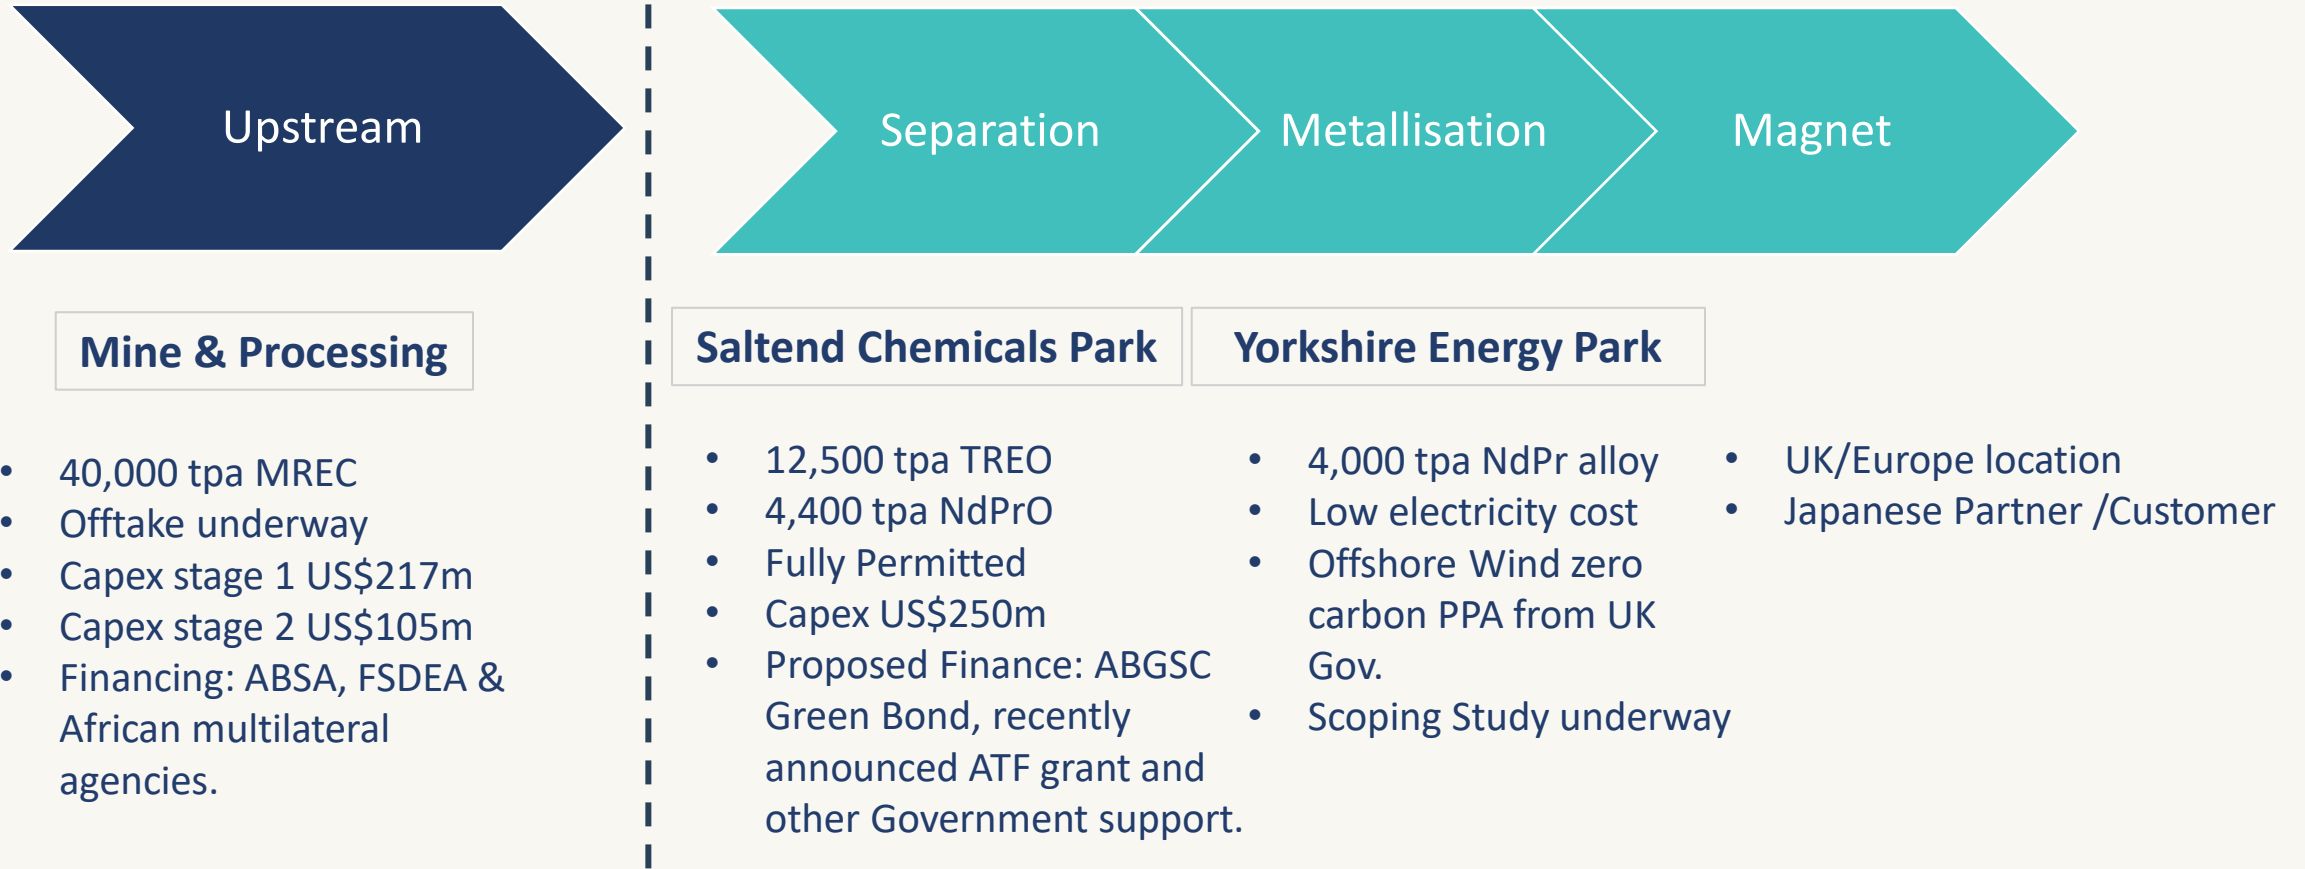 Upstream
Separation
Metallisation
Magnet
Mine & Processing
Saltend Chemicals Park
Yorkshire Energy Park
• 40,000 tpa MREC
• Offtake underway
• Capex stage 1 US$217m
• Capex stage 2 US$105m
• Financing: ABSA, FSDEA &
African multilateral
agencies.
• 12,500 tpa TREO
• 4,400 tpa NdPrO
• Fully Permitted
• Capex US$250m
• Proposed Finance: ABGSC
Green Bond, recently
announced ATF grant and
other Government support.
• 4,000 tpa NdPr alloy
• Low electricity cost
• Offshore Wind zero
carbon PPA from UK
Gov.
• Scoping Study underway
• UK/Europe location
• Japanese Partner /Customer